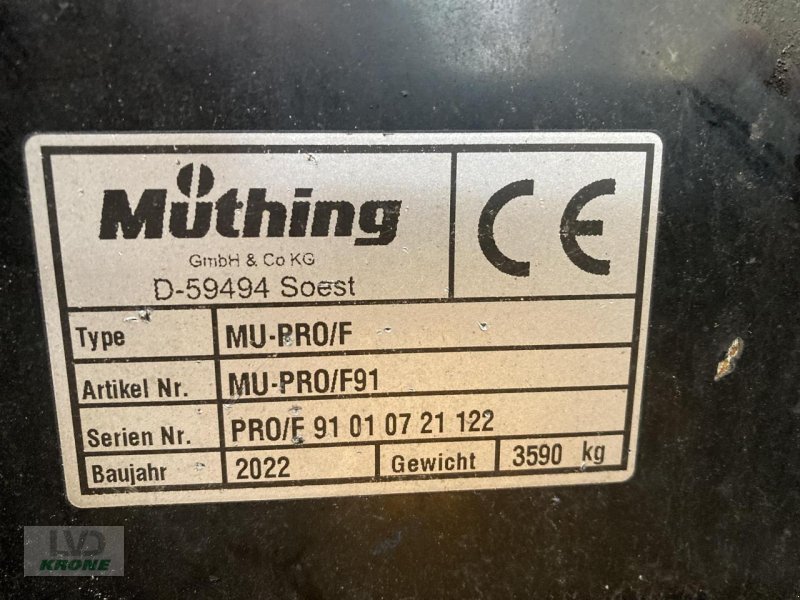 Müthing
GmbH & Co KG
D-59494 Soest
CE
Type MU-PRO/F
Artikel Nr. MU-PRO/F91
Serien Nr. PRO/F 91 01 07 21 122
Baujahr 2022 Gewicht 3590 kg
LVD
KRONE